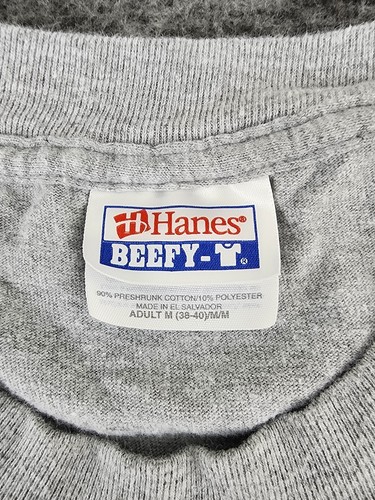 Hanes®
BEEFY-T®
90% PRESHRUNK COTTON/10% POLYESTER
MADE IN EL SALVADOR
ADULT M (38-40)/M/M